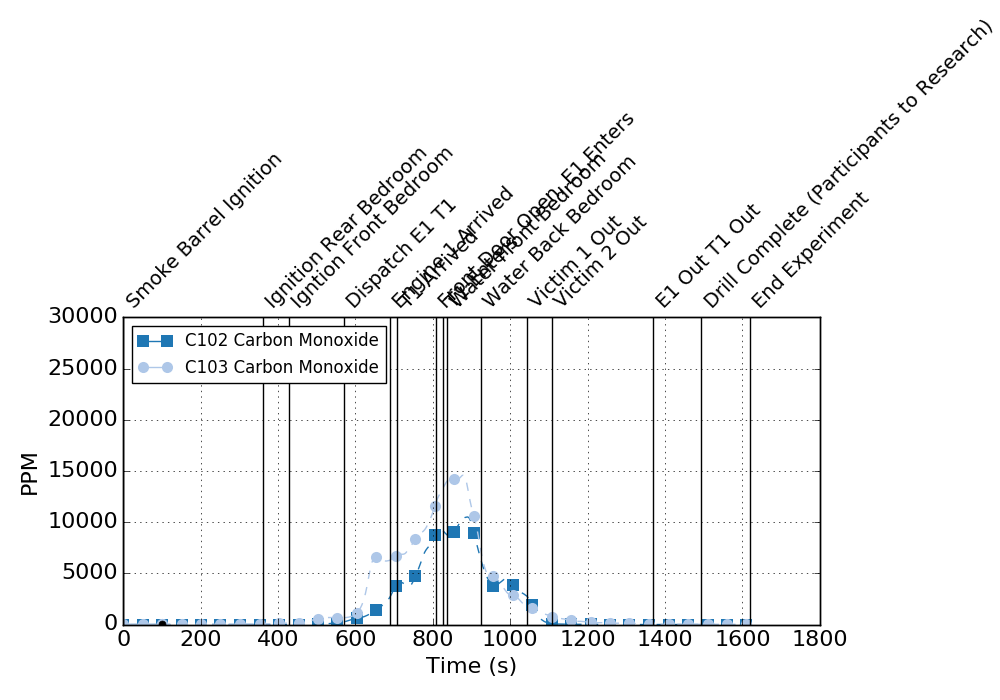 Smoke Barrel Ignition
Ignition Rear Bedroom
Igntion Front Bedroom
Dispatch E1 T1
Engine 1 Arrived
T1 Arrived
Front Door Open, E1 Enters
Water Front Bedroom
Water Back Bedroom
Victim 1 Out
Victim 2 Out
E1 Out T1 Out
Drill Complete (Participants to Research)
End Experiment
30000
25000
20000
15000
10000
5000
0
PPM
C102 Carbon Monoxide
C103 Carbon Monoxide
0 200 400 600 800 1000 1200 1400 1600 1800
Time (s)